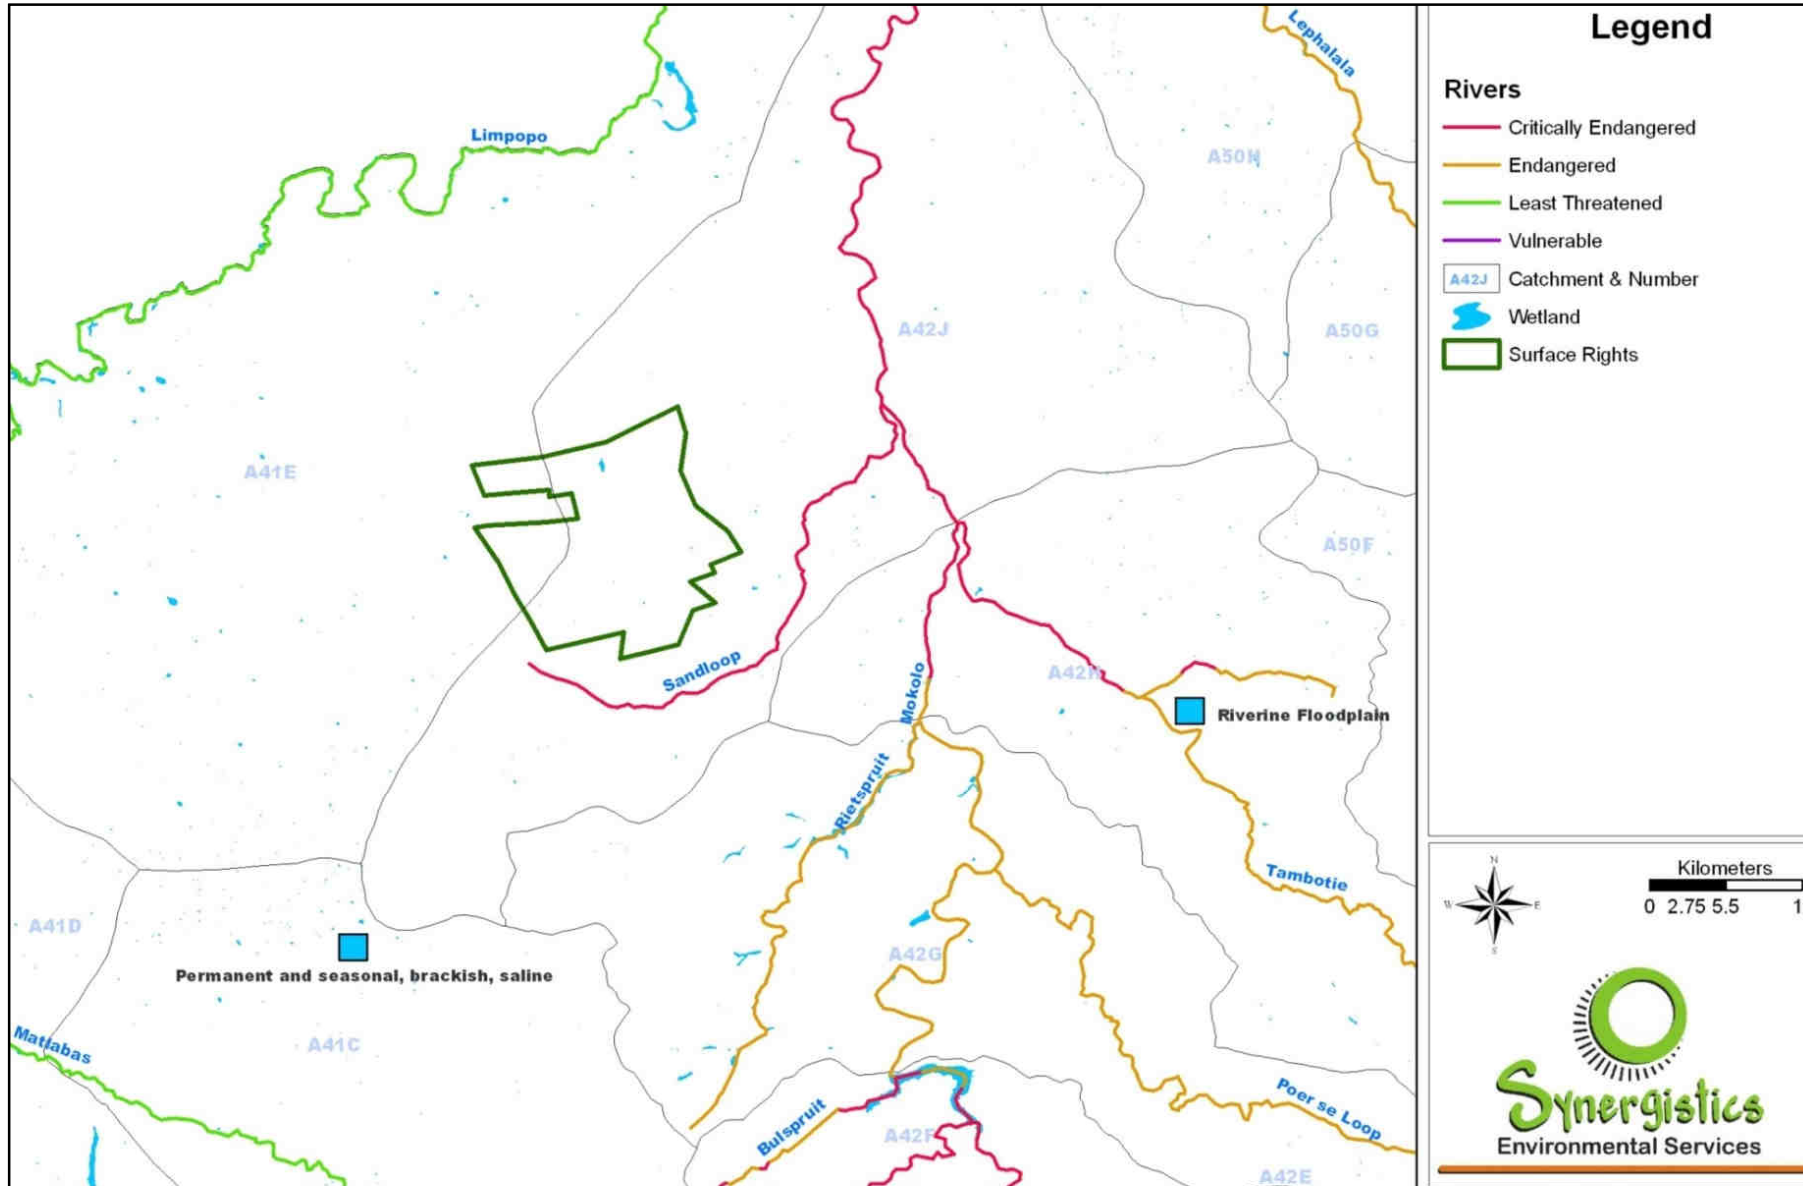 Legend
Rivers
Critically Endangered
Endangered
Least Threatened
Vulnerable
A42J Catchment & Number
Wetland
Surface Rights
Lephalala
Limpopo
A50H
A42J
A50G
A41E
A50F
Sandloop
Mokolo
A42H
Riverine Floodplain
Rietspruit
Tambotie
A41D
A42G
Permanent and seasonal, brackish, saline
Matlabas
A41C
Bulspruit
A42F
Poer se Loop
A42E
N
W E
S
Kilometers
0 2.75 5.5 1
Synergistics
Environmental Services